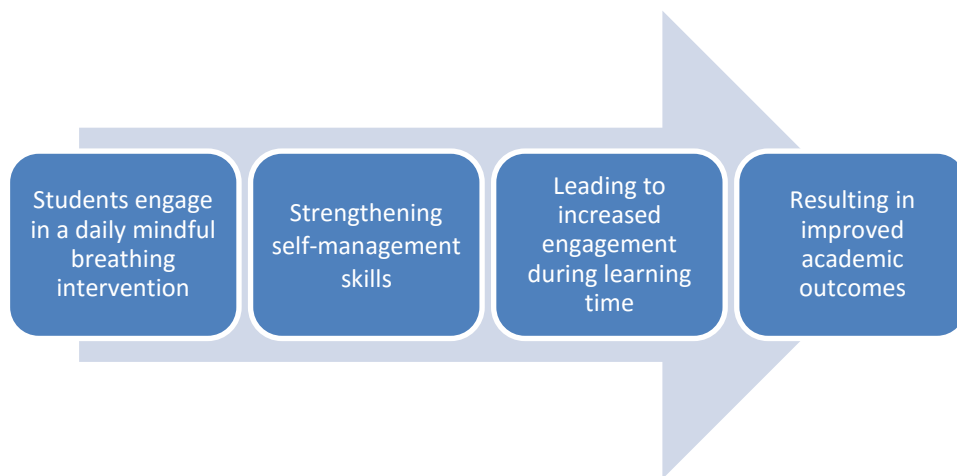 Students engage
in a daily mindful
breathing
intervention
Strengthening
self-management
skills
Leading to
increased
engagement
during learning
time
Resulting in
improved
academic
outcomes